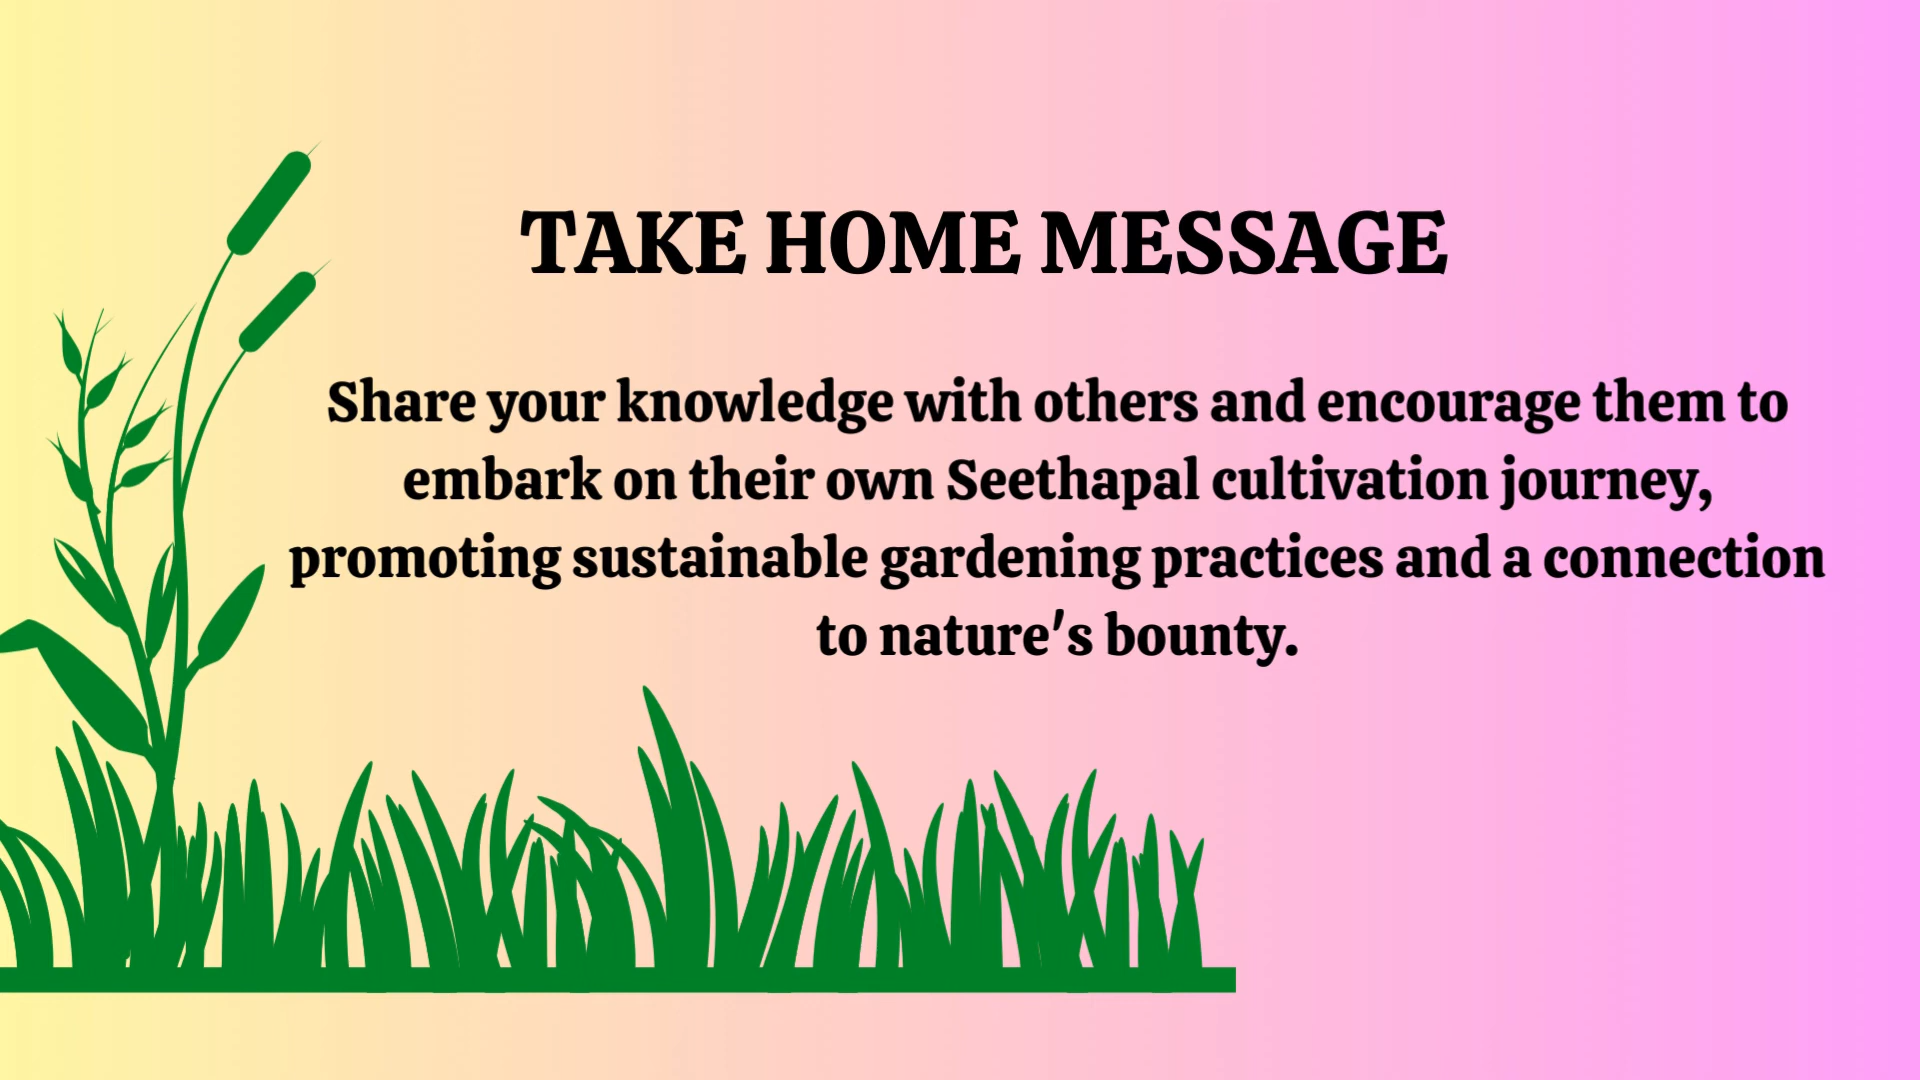 TAKE HOME MESSAGE
Share your knowledge with others and encourage them to
embark on their own Seethapal cultivation journey,
promoting sustainable gardening practices and a connection
to nature's bounty.